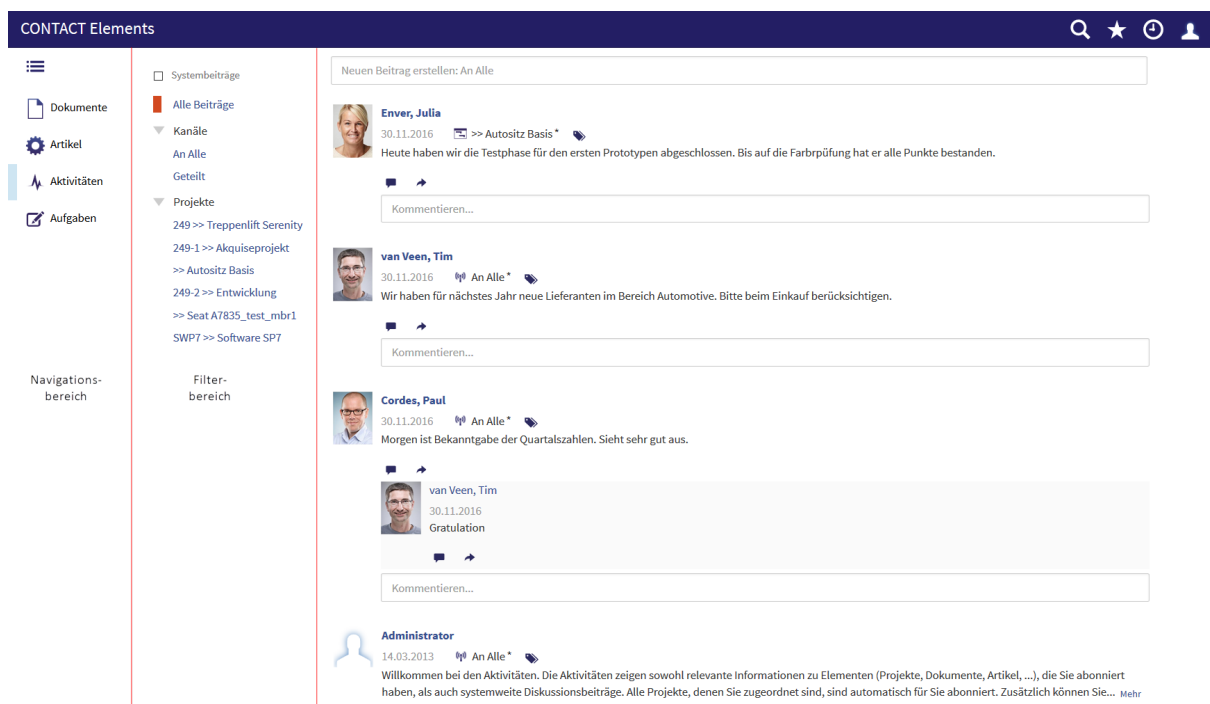 CONTACT Elements
Dokumente
Artikel
Aktivitäten
Aufgaben
Navigations-
bereich
Systembeiträge
Alle Beiträge
Kanäle
An Alle
Geteilt
Projekte
249 >> Treppenlift Serenity
249-1 >> Akquiseprojekt
>> Autositz Basis
249-2 >> Entwicklung
>> Seat A7835_test_mbr1
SWP7 >> Software SP7
Filter-
bereich
Neuen Beitrag erstellen: An Alle
Enver, Julia
30.11.2016 >> Autositz Basis *
Heute haben wir die Testphase für den ersten Prototypen abgeschlossen. Bis auf die Farbrpüfung hat er alle Punkte bestanden.
Kommentieren...
van Veen, Tim
30.11.2016 An Alle *
Wir haben für nächstes Jahr neue Lieferanten im Bereich Automotive. Bitte beim Einkauf berücksichtigen.
Kommentieren...
Cordes, Paul
30.11.2016 An Alle *
Morgen ist Bekanntgabe der Quartalszahlen. Sieht sehr gut aus.
van Veen, Tim
30.11.2016
Gratulation
Kommentieren...
Administrator
14.03.2013 An Alle *
Willkommen bei den Aktivitäten. Die Aktivitäten zeigen sowohl relevante Informationen zu Elementen (Projekte, Dokumente, Artikel, ...), die Sie abonniert
haben, als auch systemweite Diskussionsbeiträge. Alle Projekte, denen Sie zugeordnet sind, sind automatisch für Sie abonniert. Zusätzlich können Sie... Mehr